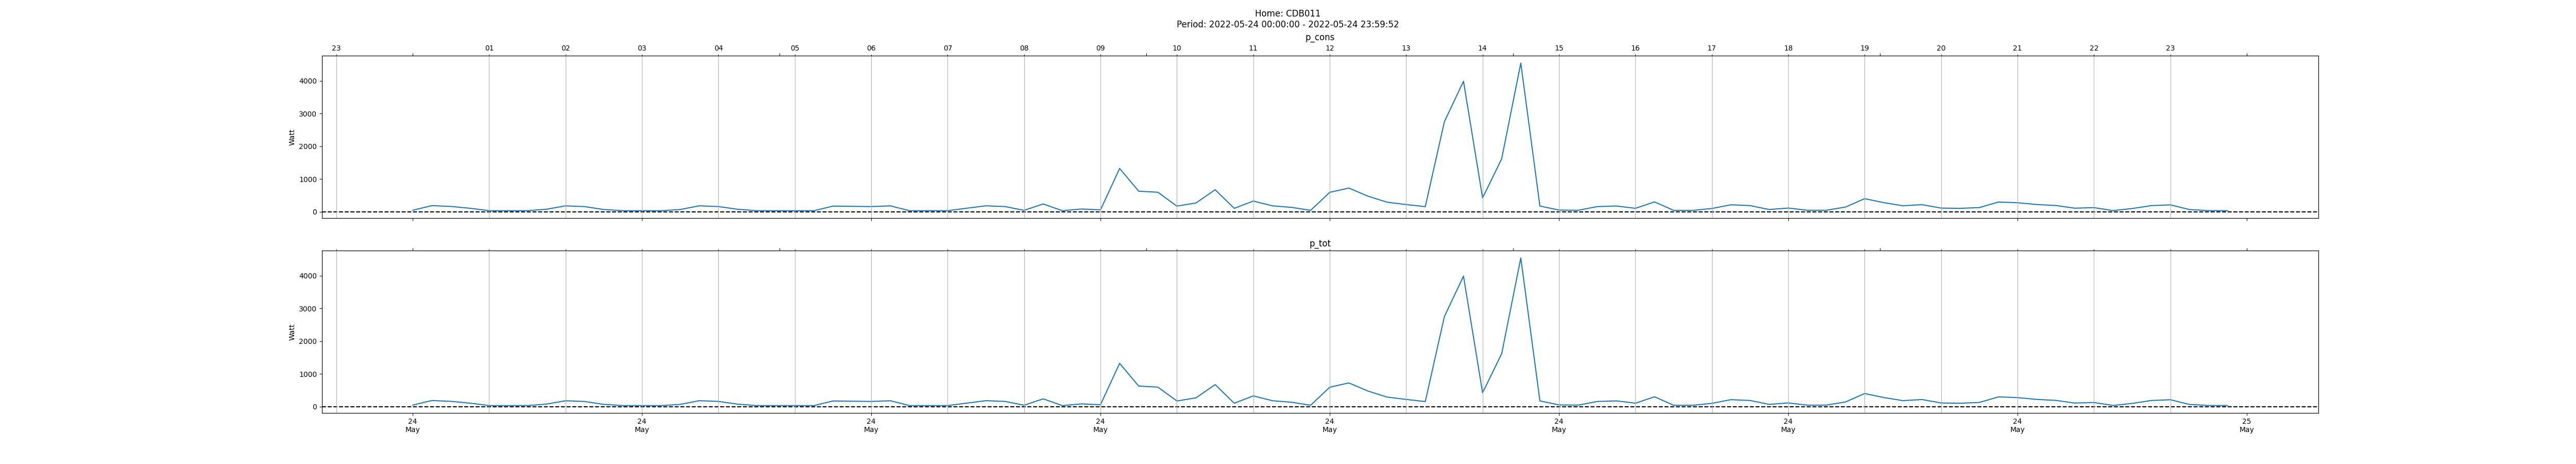 Home: CDB011
Period: 2022-05-24 00:00:00 - 2022-05-24 23:59:52
p_cons
23 01 02 03 04 05 06 07 08 09 10 11 12 13 14 15 16 17 18 19 20 21 22 23
4000
3000
2000
1000
0
Watt
p_tot
4000
3000
2000
1000
0
Watt
24 24 24 24 24 24 24 24 25
May May May May May May May May May